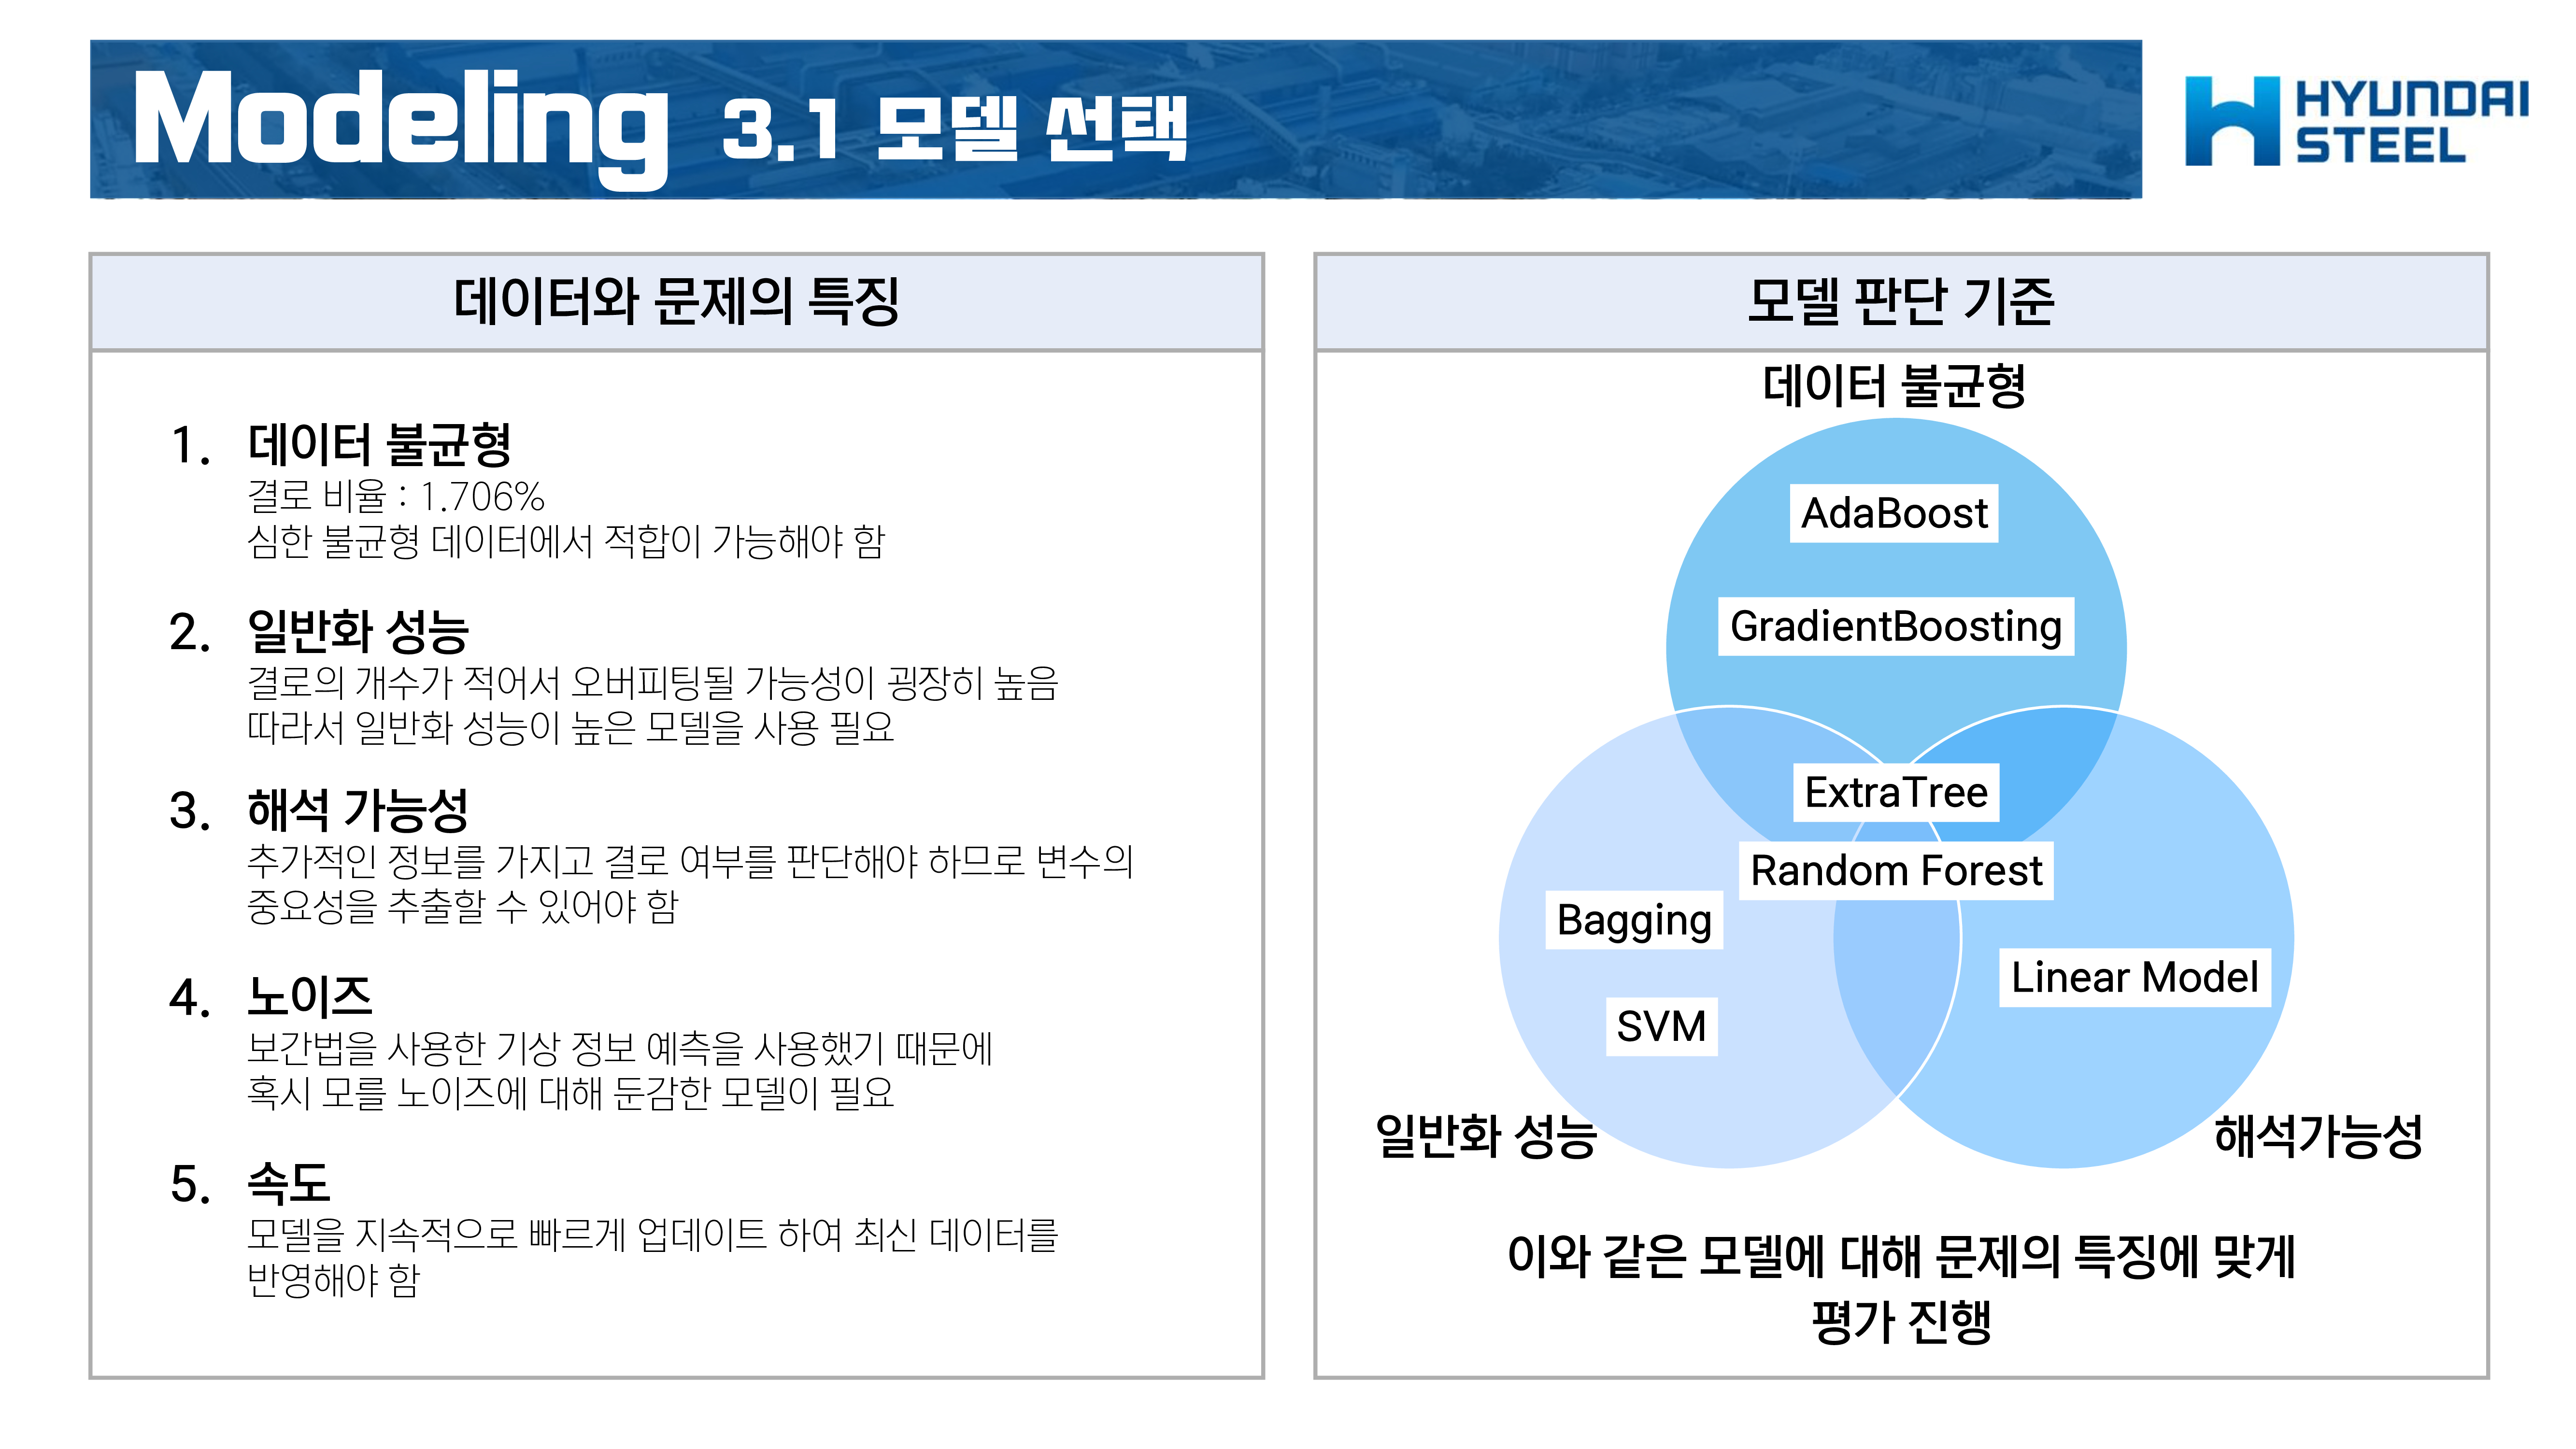 Modeling 3.1 모델 선택
HYUNDAI
STEEL
데이터와 문제의 특징
1. 데이터 불균형
결로 비율 : 1.706%
심한 불균형 데이터에서 적합이 가능해야 함
2. 일반화 성능
결로의 개수가 적어서 오버피팅될 가능성이 굉장히 높음
따라서 일반화 성능이 높은 모델을 사용 필요
3. 해석 가능성
추가적인 정보를 가지고 결로 여부를 판단해야 하므로 변수의
중요성을 추출할 수 있어야 함
4. 노이즈
보간법을 사용한 기상 정보 예측을 사용했기 때문에
혹시 모를 노이즈에 대해 둔감한 모델이 필요
5. 속도
모델을 지속적으로 빠르게 업데이트 하여 최신 데이터를
반영해야 함
모델 판단 기준
데이터 불균형
AdaBoost
GradientBoosting
ExtraTree
Random Forest
Bagging
Linear Model
SVM
일반화 성능
해석가능성
이와 같은 모델에 대해 문제의 특징에 맞게
평가 진행